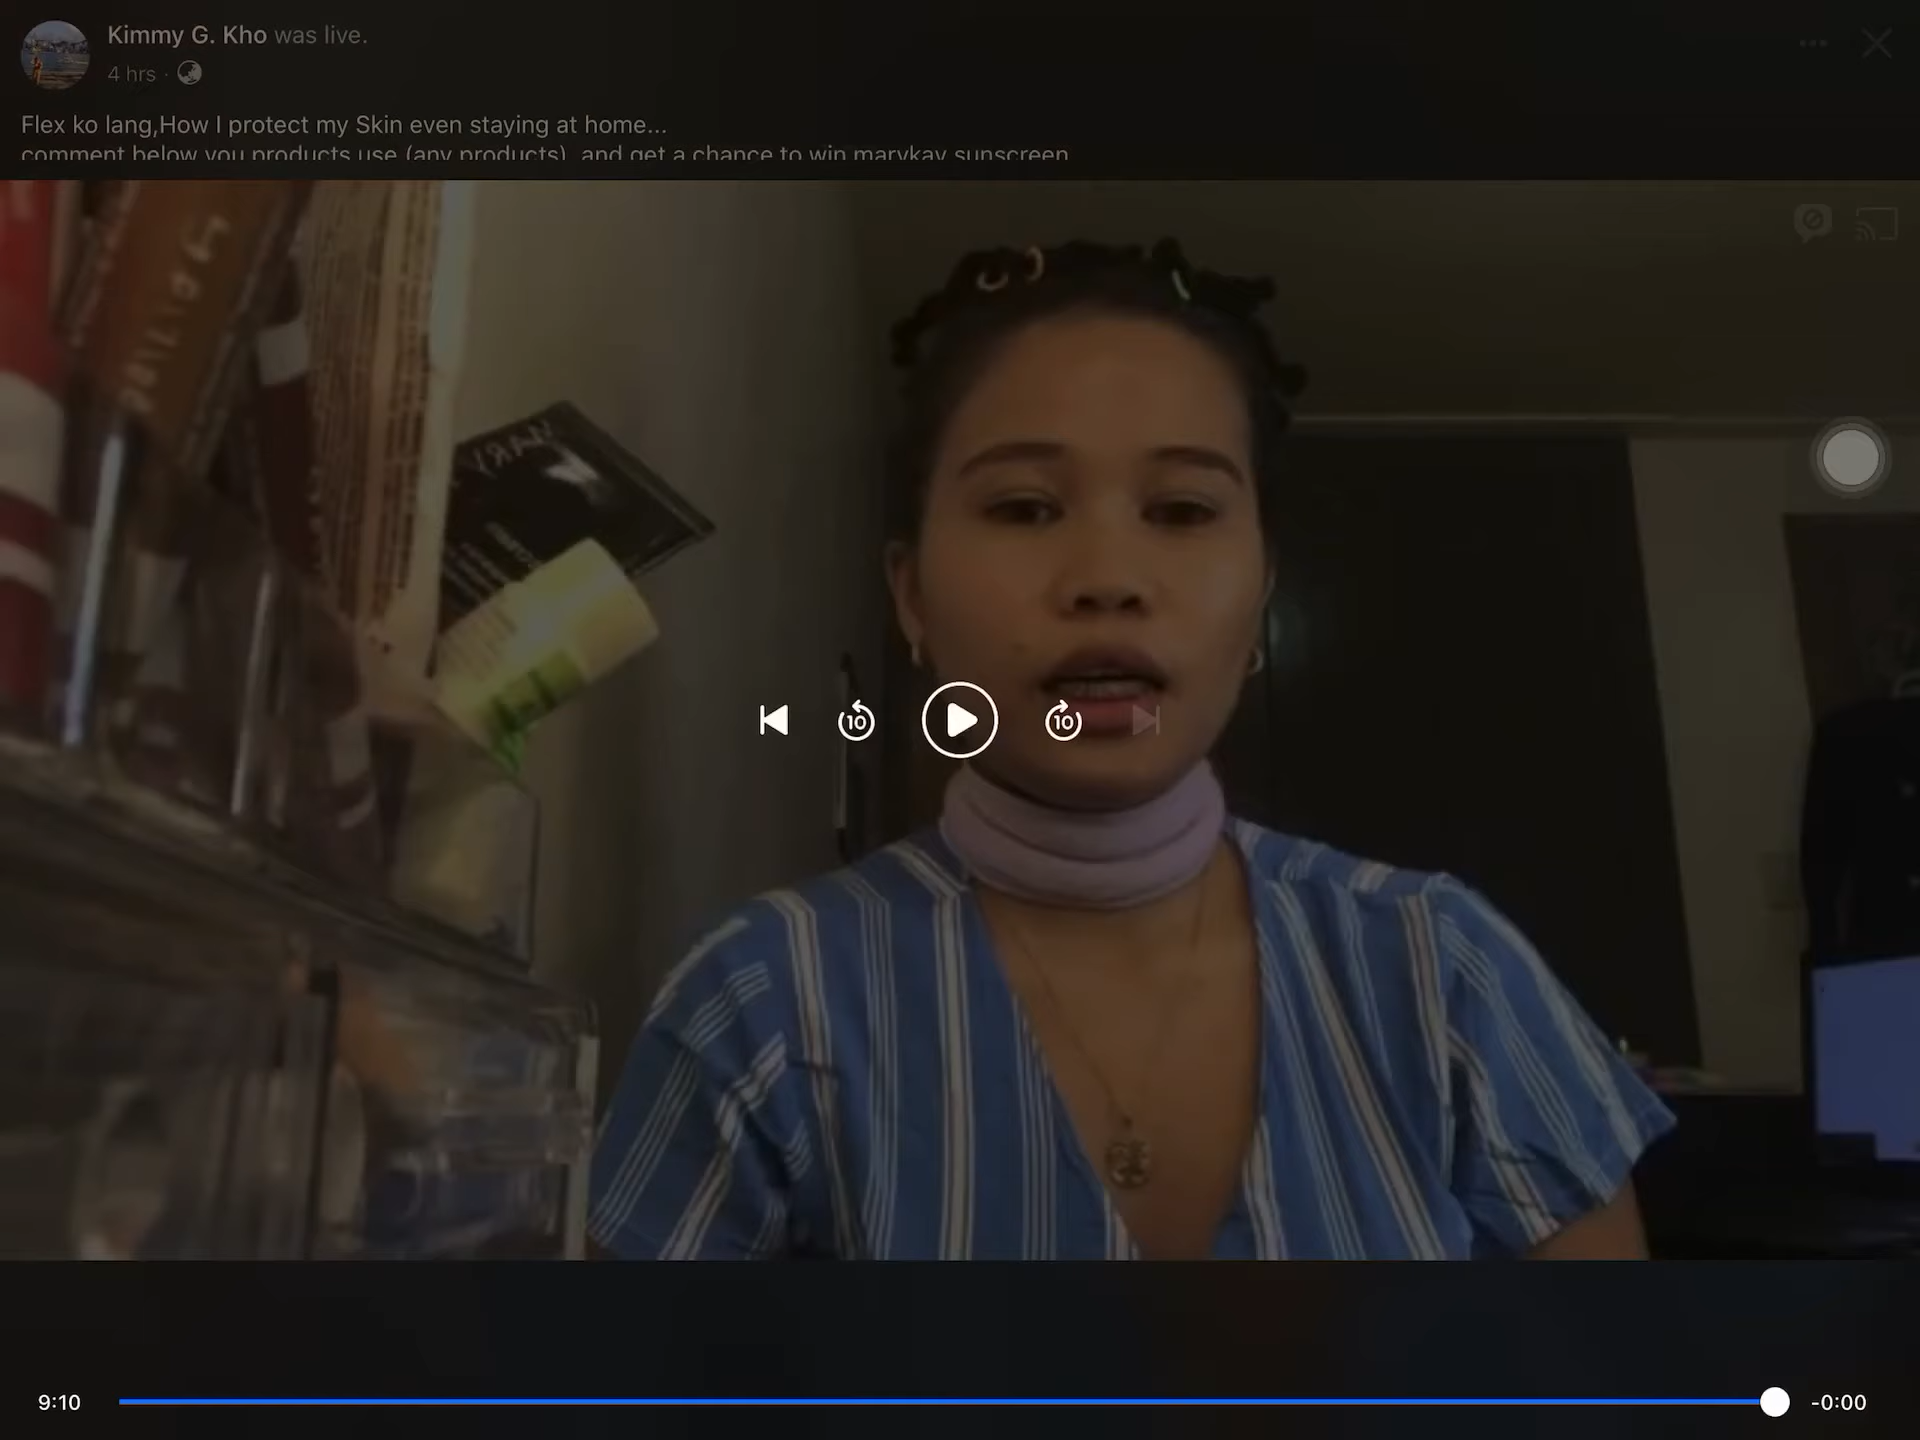 Kimmy G. Kho was live.
4 hrs ·
Flex ko lang,How I protect my Skin even staying at home...
comment below you products use (any products), and get a chance to win marykay sunscreen
10
10
9:10
-0:00